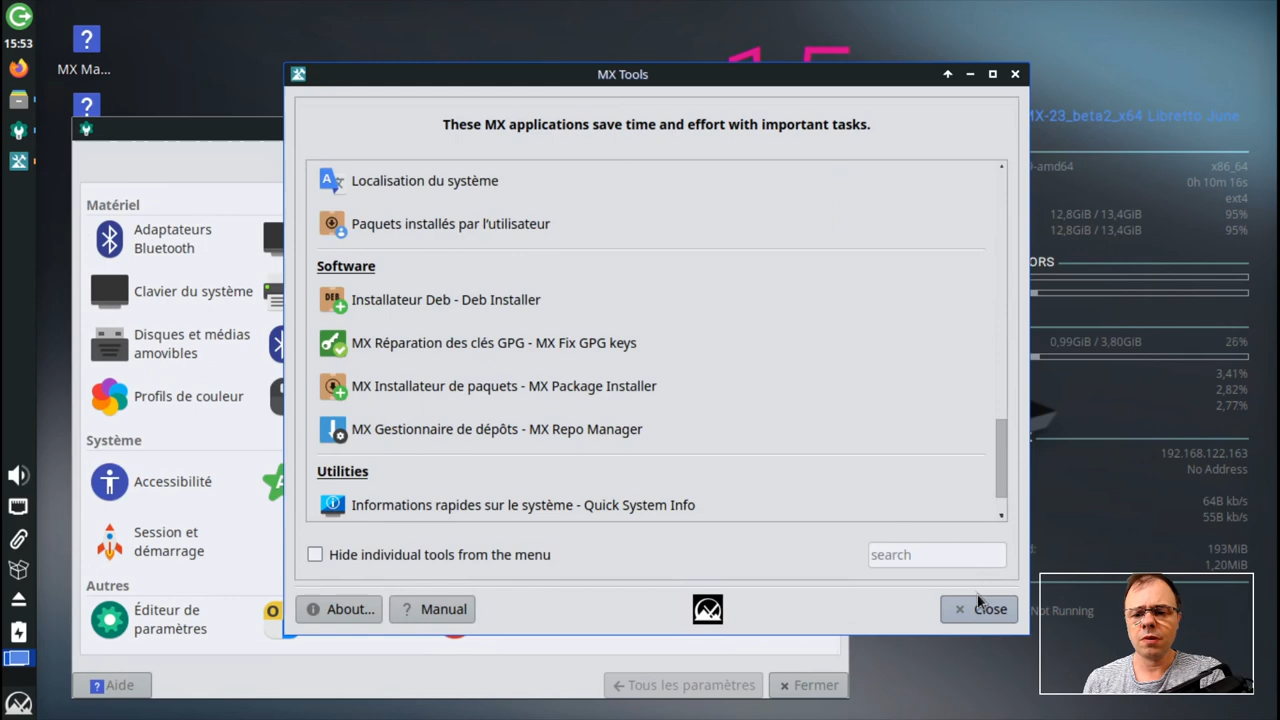 15:53
MX Ma...
MX Tools
These MX applications save time and effort with important tasks.
Localisation du système
Paquets installés par l'utilisateur
Software
Installateur Deb - Deb Installer
MX Réparation des clés GPG - MX Fix GPG keys
MX Installateur de paquets - MX Package Installer
MX Gestionnaire de dépôts - MX Repo Manager
Utilities
Informations rapides sur le système - Quick System Info
Hide individual tools from the menu
search
About...
Manual
Close
Matériel
Adaptateurs
Bluetooth
Clavier du système
Disques et médias
amovibles
Profils de couleur
Système
Accessibilité
Session et
démarrage
Autres
Éditeur de
paramètres
Aide
Tous les paramètres
Fermer
MX-23_beta2_x64 Libretto June
9-amd64 x86_64
0h 10m 16s
ext4
12,8GiB / 13,4GiB 95%
12,8GiB / 13,4GiB 95%
ORS
0,99GiB / 3,80GiB 26%
3,41%
2,82%
2,77%
192.168.122.163
No Address
64B kb/s
55B kb/s
193MiB
1,20MiB
Not Running